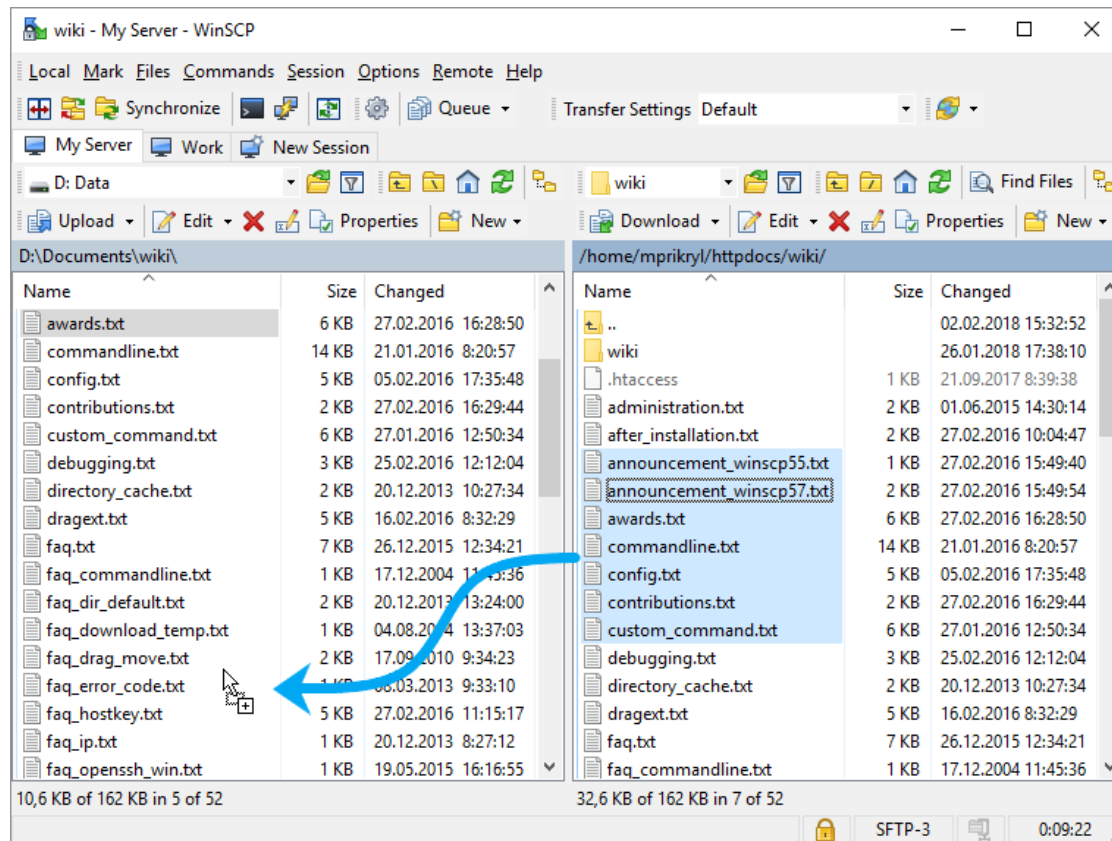 wiki - My Server - WinSCP
Local Mark Files Commands Session Options Remote Help
Synchronize Queue Transfer Settings Default
My Server Work New Session
D: Data
wiki Find Files
Upload Edit Properties New
Download Edit Properties New
D:\Documents\wiki\
Name Size Changed
awards.txt 6 KB 27.02.2016 16:28:50
commandline.txt 14 KB 21.01.2016 8:20:57
config.txt 5 KB 05.02.2016 17:35:48
contributions.txt 2 KB 27.02.2016 16:29:44
custom_command.txt 6 KB 27.01.2016 12:50:34
debugging.txt 3 KB 25.02.2016 12:12:04
directory_cache.txt 2 KB 20.12.2013 10:27:34
dragext.txt 5 KB 16.02.2016 8:32:29
faq.txt 7 KB 26.12.2015 12:34:21
faq_commandline.txt 1 KB 17.12.2004 11:45:36
faq_dir_default.txt 2 KB 20.12.2013 13:24:00
faq_download_temp.txt 1 KB 04.08.2004 13:37:03
faq_drag_move.txt 2 KB 17.09.2010 9:34:23
faq_error_code.txt 1 KB 08.03.2013 9:33:10
faq_hostkey.txt 5 KB 27.02.2016 11:15:17
faq_ip.txt 1 KB 20.12.2013 8:27:12
faq_openssh_win.txt 1 KB 19.05.2015 16:16:55
10,6 KB of 162 KB in 5 of 52
/home/mprikryl/httpdocs/wiki/
Name Size Changed
.. 02.02.2018 15:32:52
wiki 26.01.2018 17:38:10
.htaccess 1 KB 21.09.2017 8:39:38
administration.txt 2 KB 01.06.2015 14:30:14
after_installation.txt 2 KB 27.02.2016 10:04:47
announcement_winscp55.txt 1 KB 27.02.2016 15:49:40
announcement_winscp57.txt 2 KB 27.02.2016 15:49:54
awards.txt 6 KB 27.02.2016 16:28:50
commandline.txt 14 KB 21.01.2016 8:20:57
config.txt 5 KB 05.02.2016 17:35:48
contributions.txt 2 KB 27.02.2016 16:29:44
custom_command.txt 6 KB 27.01.2016 12:50:34
debugging.txt 3 KB 25.02.2016 12:12:04
directory_cache.txt 2 KB 20.12.2013 10:27:34
dragext.txt 5 KB 16.02.2016 8:32:29
faq.txt 7 KB 26.12.2015 12:34:21
faq_commandline.txt 1 KB 17.12.2004 11:45:36
32,6 KB of 162 KB in 7 of 52
SFTP-3 0:09:22